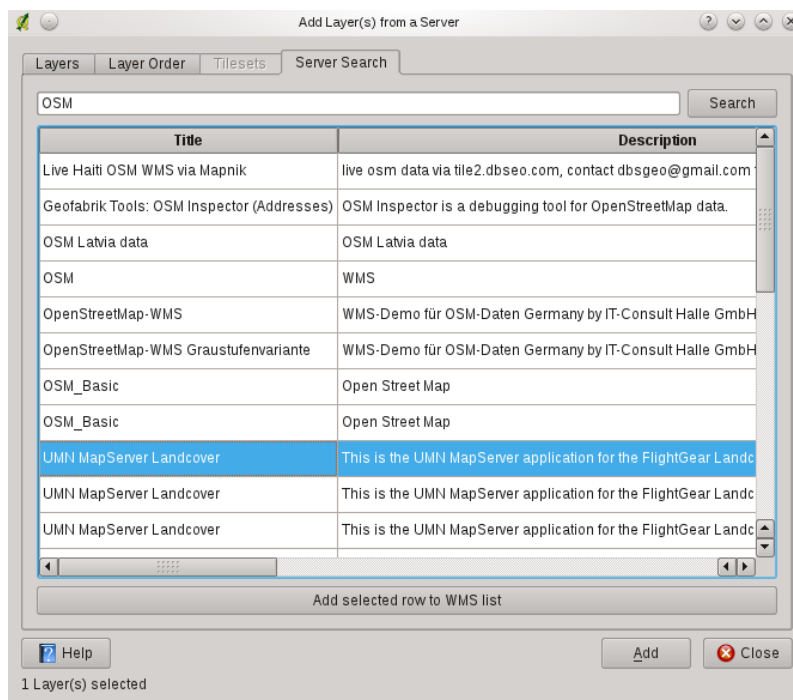 Add Layer(s) from a Server
Layers Layer Order Tilesets Server Search
OSM Search
Title Description
Live Haiti OSM WMS via Mapnik live osm data via tile2.dbseo.com, contact dbsgeo@gmail.com
Geofabrik Tools: OSM Inspector (Addresses) OSM Inspector is a debugging tool for OpenStreetMap data.
OSM Latvia data OSM Latvia data
OSM WMS
OpenStreetMap-WMS WMS-Demo für OSM-Daten Germany by IT-Consult Halle GmbH
OpenStreetMap-WMS Graustufenvariante WMS-Demo für OSM-Daten Germany by IT-Consult Halle GmbH
OSM_Basic Open Street Map
OSM_Basic Open Street Map
UMN MapServer Landcover This is the UMN MapServer application for the FlightGear Landc
UMN MapServer Landcover This is the UMN MapServer application for the FlightGear Landc
UMN MapServer Landcover This is the UMN MapServer application for the FlightGear Landc
Add selected row to WMS list
Help Add Close
1 Layer(s) selected